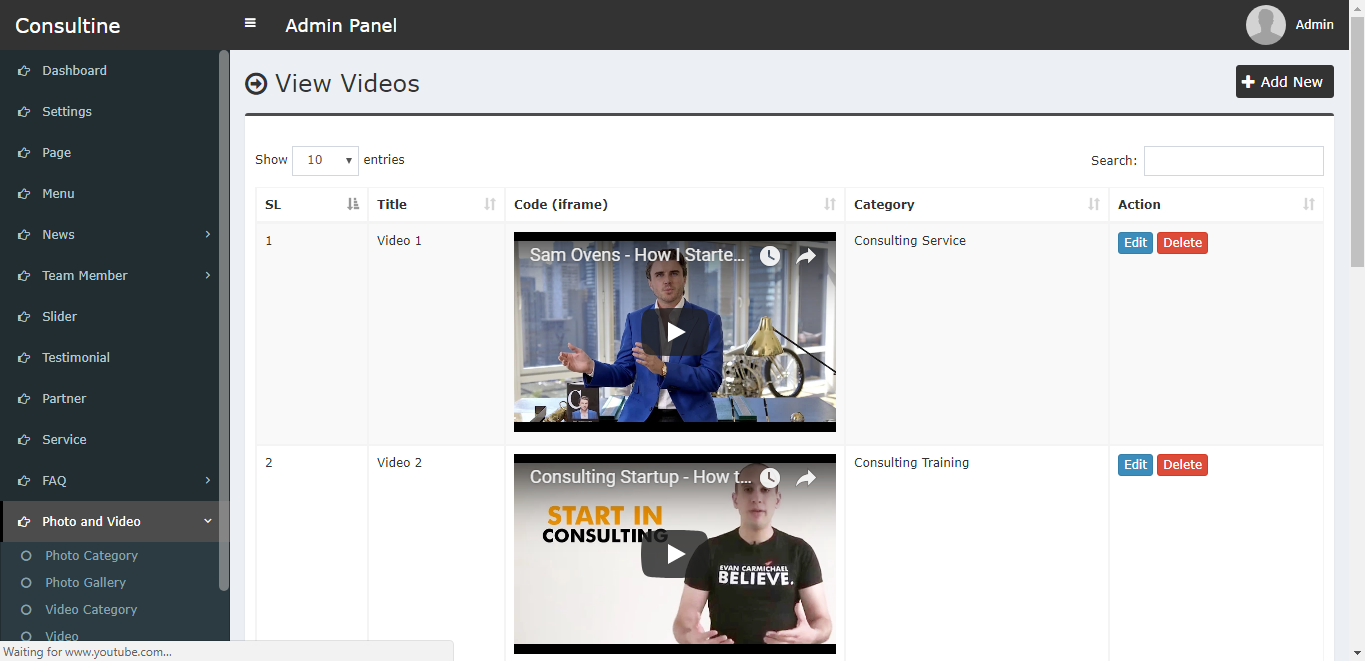 Consultine
Admin Panel
Admin
Dashboard
Settings
Page
Menu
News
Team Member
Slider
Testimonial
Partner
Service
FAQ
Photo and Video
Photo Category
Photo Gallery
Video Category
Video
View Videos
Add New
Show 10 entries
Search:
SL Title Code (iframe) Category Action
1 Video 1 Consulting Service Edit Delete
Sam Ovens - How I Starte...
C
2 Video 2 Consulting Training Edit Delete
Consulting Startup - How t...
START IN
CONSULTING
EVAN CARMICHAEL
BELIEVE.
Waiting for www.youtube.com...